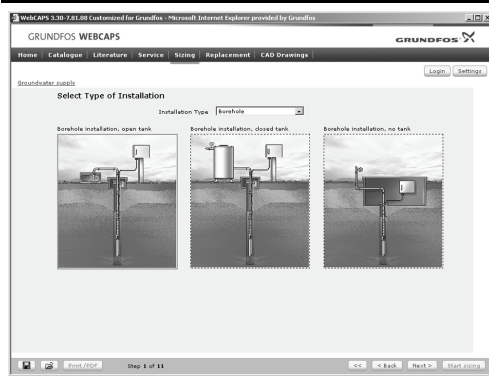 WebCAPS 3.30-7.81.08 Customized for Grundfos - Microsoft Internet Explorer provided by Grundfos
GRUNDFOS WEBCAPS
GRUNDFOS
Home Catalogue Literature Service Sizing Replacement CAD Drawings
Login Settings
Groundwater supply
Select Type of Installation
Installation Type Borehole
Borehole installation, open tank Borehole installation, closed tank Borehole installation, no tank
Print/PDF Step 1 of 11 << < Back Next > Start sizing